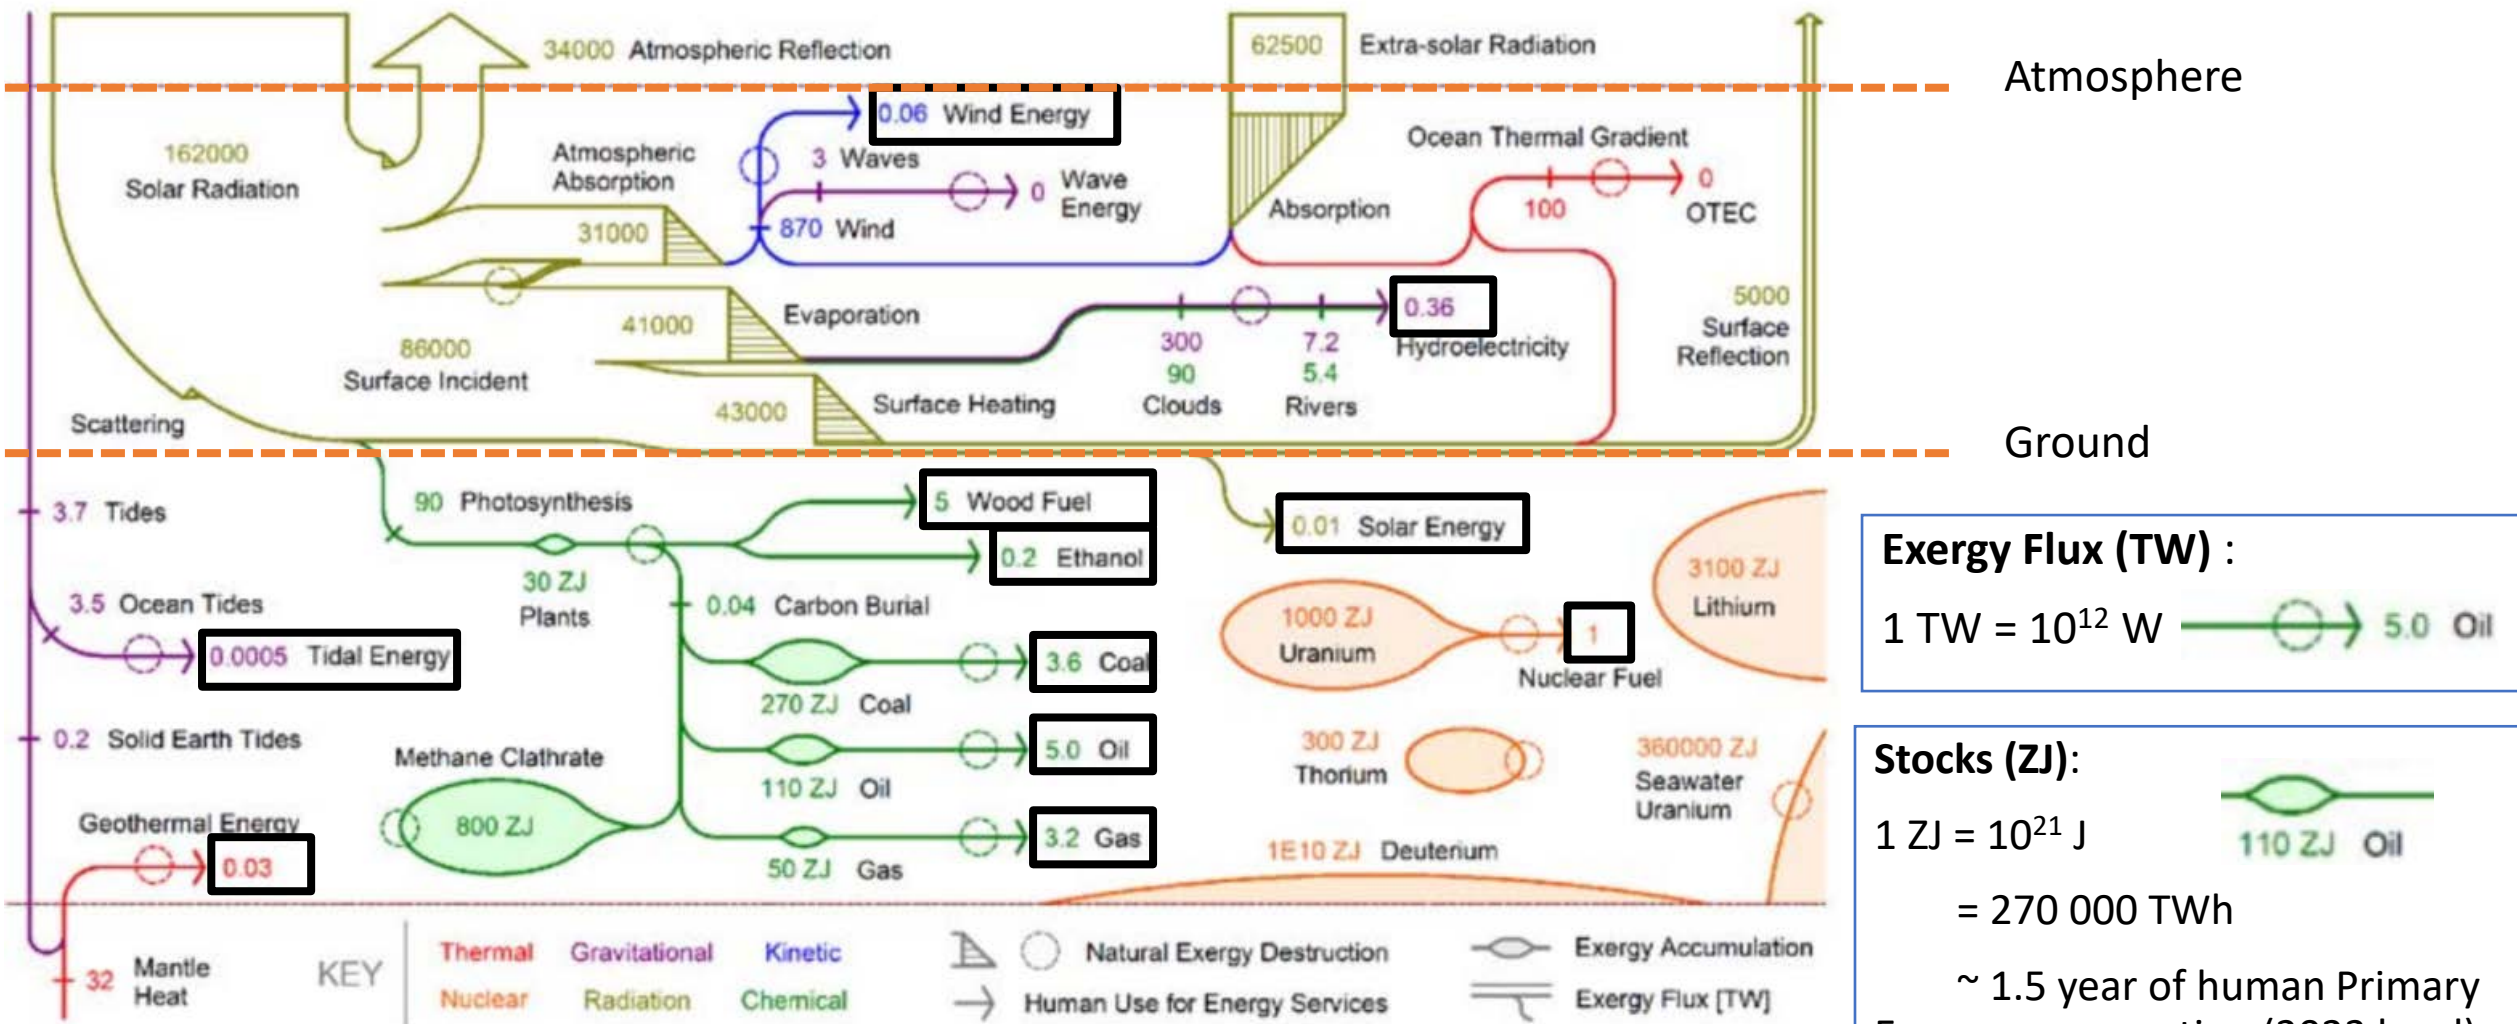 34000 Atmospheric Reflection
62500 Extra-solar Radiation
Atmosphere
0.06 Wind Energy
162000
Solar Radiation
Atmospheric
Absorption
3 Waves
0 Wave
Energy
870 Wind
31000
Absorption
Ocean Thermal Gradient
100
0
OTEC
41000
Evaporation
86000
Surface Incident
43000
Surface Heating
300
90
Clouds
7.2
5.4
Rivers
0.36
Hydroelectricity
5000
Surface
Reflection
Scattering
Ground
3.7 Tides
90 Photosynthesis
5 Wood Fuel
0.2 Ethanol
0.01 Solar Energy
30 ZJ
Plants
3.5 Ocean Tides
0.0005 Tidal Energy
0.04 Carbon Burial
3.6 Coal
270 ZJ Coal
1000 ZJ
Uranium
1
Nuclear Fuel
3100 ZJ
Lithium
0.2 Solid Earth Tides
Methane Clathrate
800 ZJ
5.0 Oil
110 ZJ Oil
300 ZJ
Thorium
360000 ZJ
Seawater
Uranium
Geothermal Energy
0.03
3.2 Gas
50 ZJ Gas
1E10 ZJ Deuterium
32 Mantle
Heat
KEY
Thermal Gravitational Kinetic
Nuclear Radiation Chemical
Natural Exergy Destruction
Human Use for Energy Services
Exergy Accumulation
Exergy Flux [TW]
Exergy Flux (TW) :
1 TW = 10¹² W
5.0 Oil
Stocks (ZJ):
1 ZJ = 10²¹ J
110 ZJ Oil
= 270 000 TWh
~ 1.5 year of human Primary